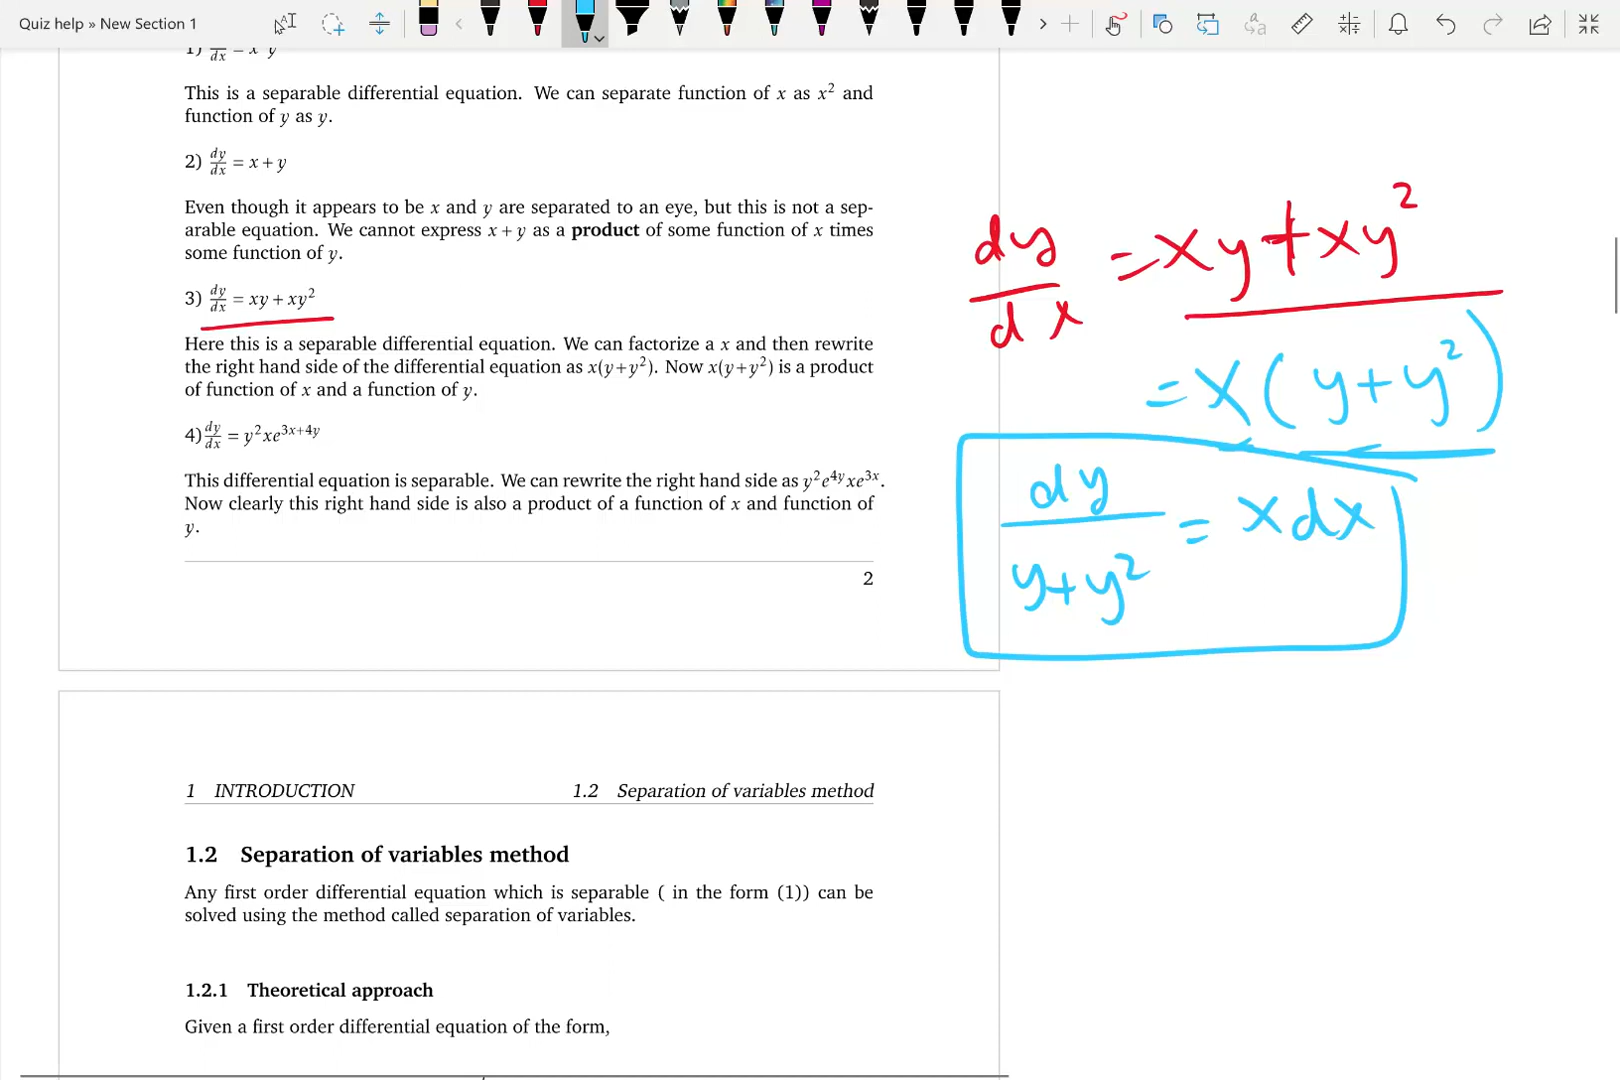 Quiz help » New Section 1
This is a separable differential equation. We can separate function of x as x² and
function of y as y.
2) dy/dx = x + y
Even though it appears to be x and y are separated to an eye, but this is not a sep-
arable equation. We cannot express x + y as a product of some function of x times
some function of y.
3) dy/dx = xy + xy²
Here this is a separable differential equation. We can factorize a x and then rewrite
the right hand side of the differential equation as x(y+y²). Now x(y+y²) is a product
of function of x and a function of y.
4) dy/dx = y²xe^{3x+4y}
This differential equation is separable. We can rewrite the right hand side as y²e^{4y}xe^{3x}.
Now clearly this right hand side is also a product of a function of x and function of
y.
2
dy/dx = xy + xy²
= x(y+y²)
dy/(y+y²) = xdx
1 INTRODUCTION 1.2 Separation of variables method
1.2 Separation of variables method
Any first order differential equation which is separable ( in the form (1)) can be
solved using the method called separation of variables.
1.2.1 Theoretical approach
Given a first order differential equation of the form,